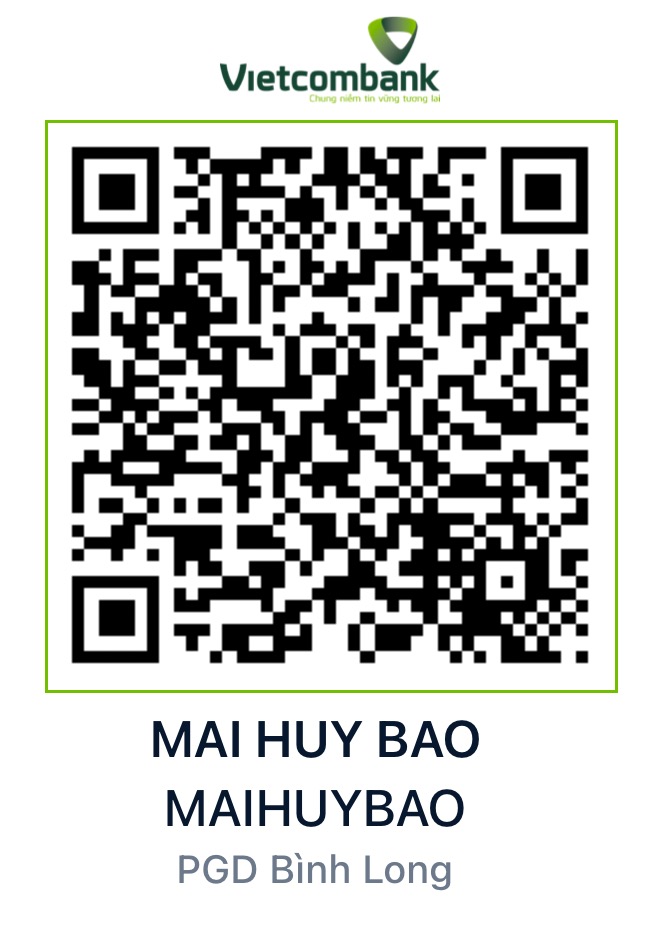 Vietcombank
Chung niềm tin vững tương lai
MAI HUY BAO
MAIHUYBAO
PGD Bình Long